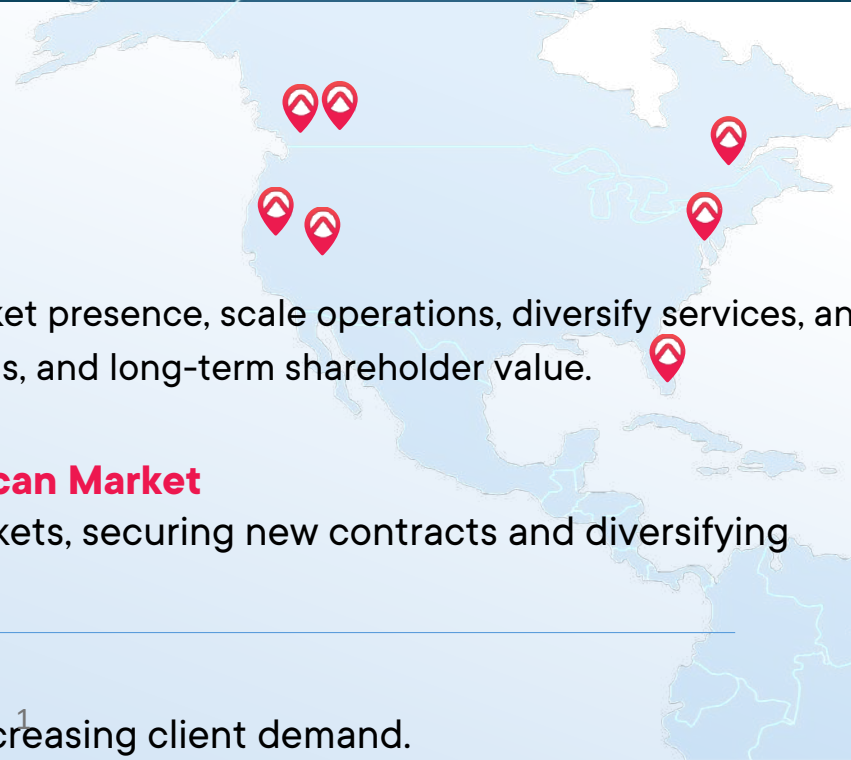 ket presence, scale operations, diversify services, an
s, and long-term shareholder value.
can Market
kets, securing new contracts and diversifying
1
creasing client demand.